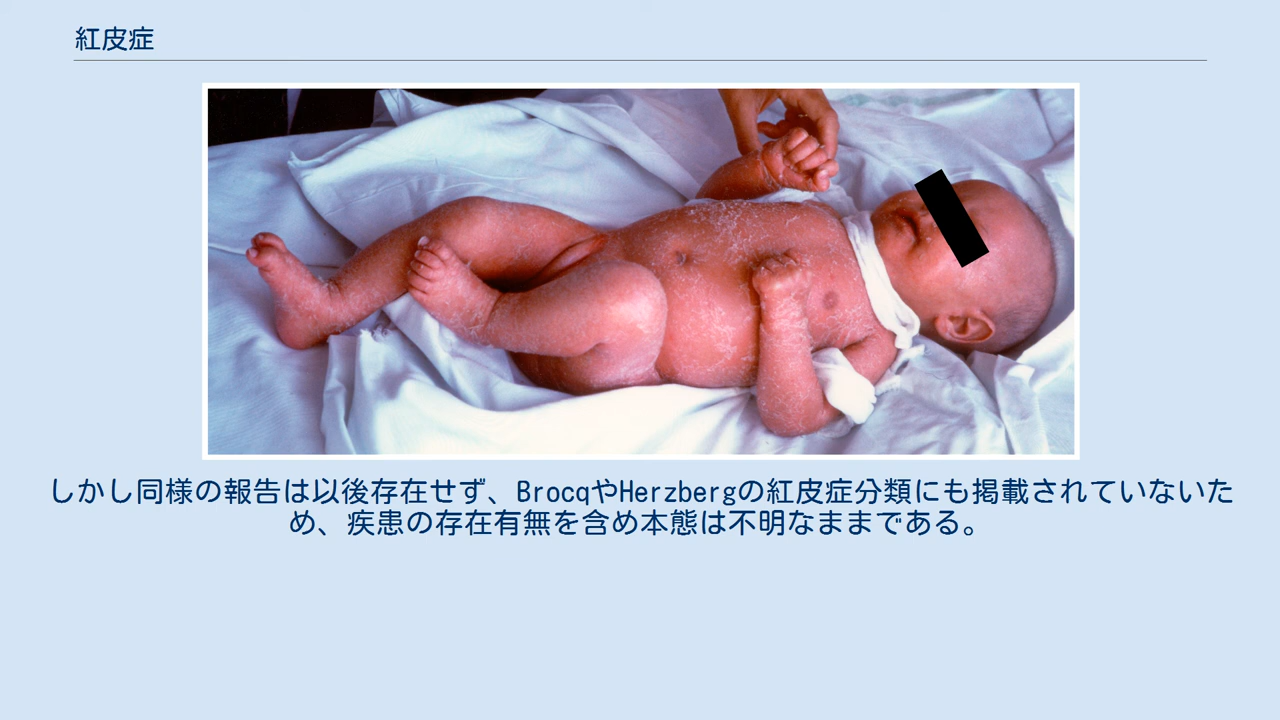 紅皮症
しかし同様の報告は以後存在せず、BrocqやHerzbergの紅皮症分類にも掲載されていないた
め、疾患の存在有無を含め本態は不明なままである。